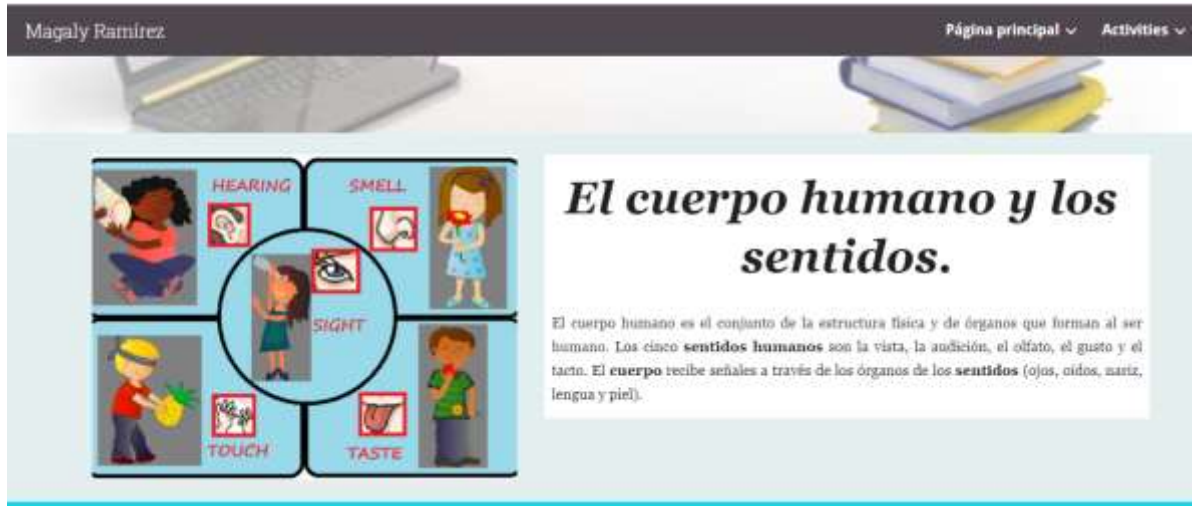 Magaly Ramírez
Página principal
Activities
HEARING
SMELL
SIGHT
TOUCH
TASTE
El cuerpo humano y los
sentidos.
El cuerpo humano es el conjunto de la estructura física y de órganos que forman al ser
humano. Los cinco sentidos humanos son la vista, la audición, el olfato, el gusto y el
tacto. El cuerpo recibe señales a través de los órganos de los sentidos (ojos, oídos, nariz,
lengua y piel).